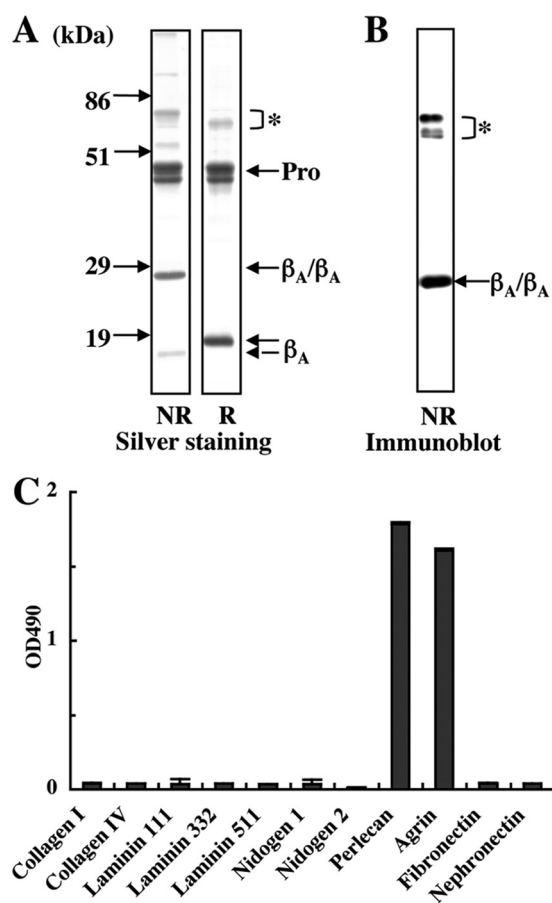 A (kDa)
86
51
29
19
*
Pro
βA/βA
βA
NR R
Silver staining
B
*
βA/βA
NR
Immunoblot
C
2
1
0
OD490
Collagen I
Collagen IV
Laminin 111
Laminin 332
Laminin 511
Nidogen 1
Nidogen 2
Perlecan
Agrin
Fibronectin
Nephronectin